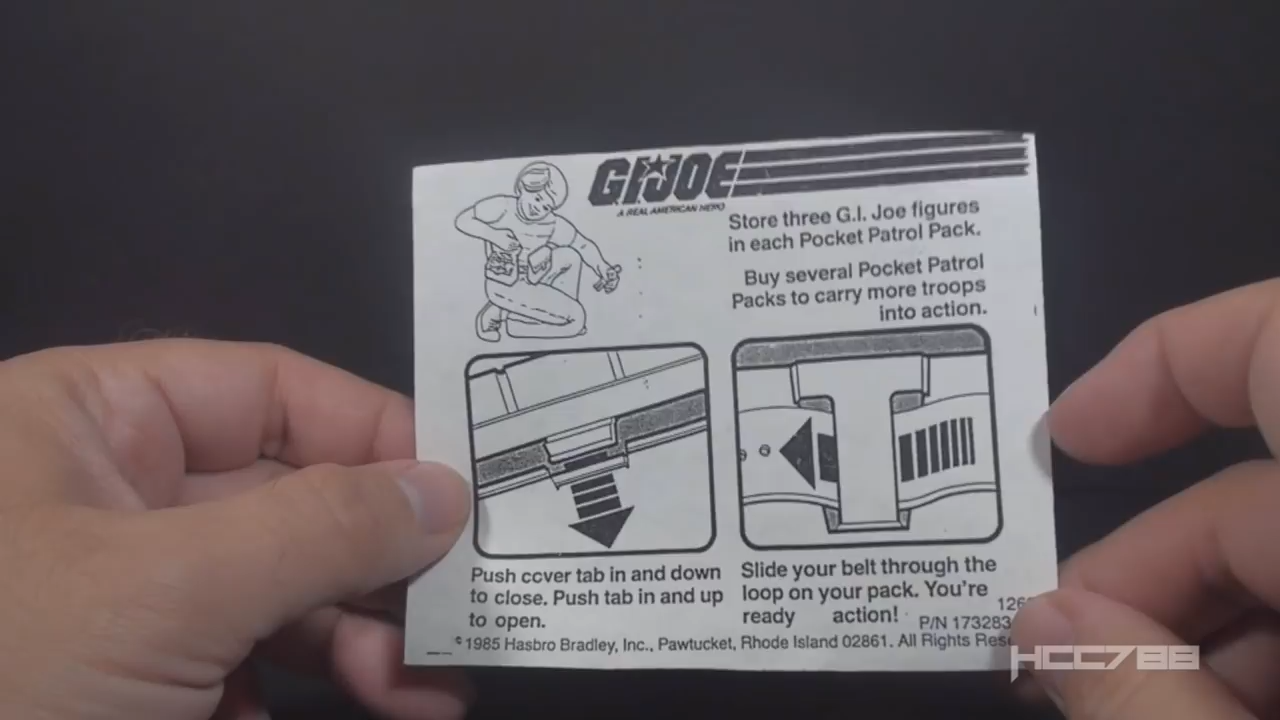 G.I. JOE
A REAL AMERICAN HERO
Store three G.I. Joe figures
in each Pocket Patrol Pack.
Buy several Pocket Patrol
Packs to carry more troops
into action.
Push cover tab in and down
to close. Push tab in and up
to open.
Slide your belt through the
loop on your pack. You're
ready action!
126
P/N 173283
© 1985 Hasbro Bradley, Inc., Pawtucket, Rhode Island 02861. All Rights Rese
HCC788